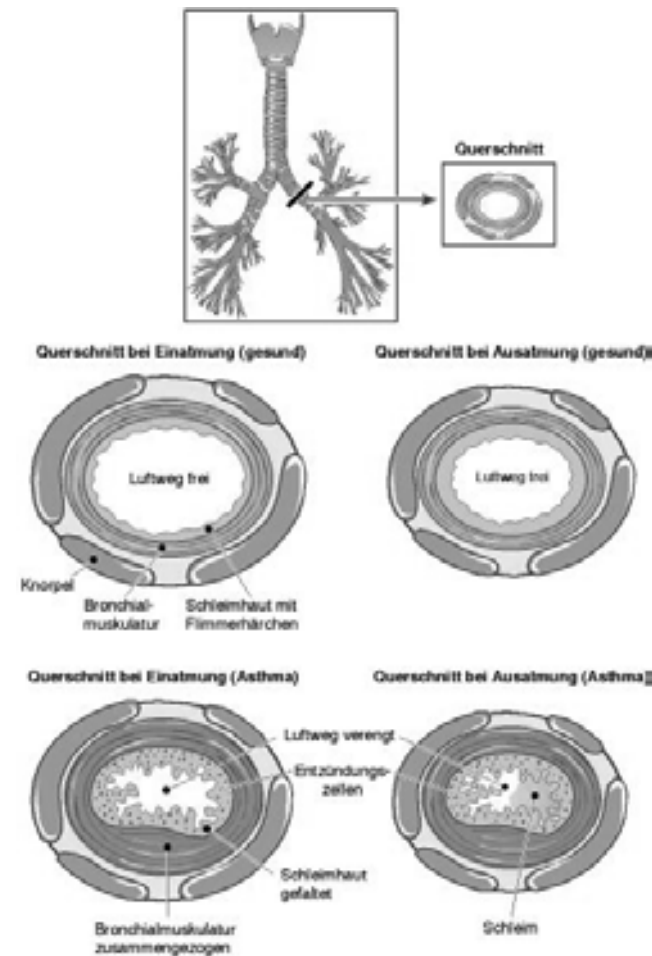 Querschnitt
Querschnitt bei Einatmung (gesund)
Querschnitt bei Ausatmung (gesund)
Luftweg frei
Luftweg frei
Knorpel
Bronchial-
muskulatur
Schleimhaut mit
Flimmerhärchen
Querschnitt bei Einatmung (Asthma)
Querschnitt bei Ausatmung (Asthma)
Luftweg verengt
Entzündungs-
zellen
Schleimhaut
gefaltet
Bronchialmuskulatur
zusammengezogen
Schleim